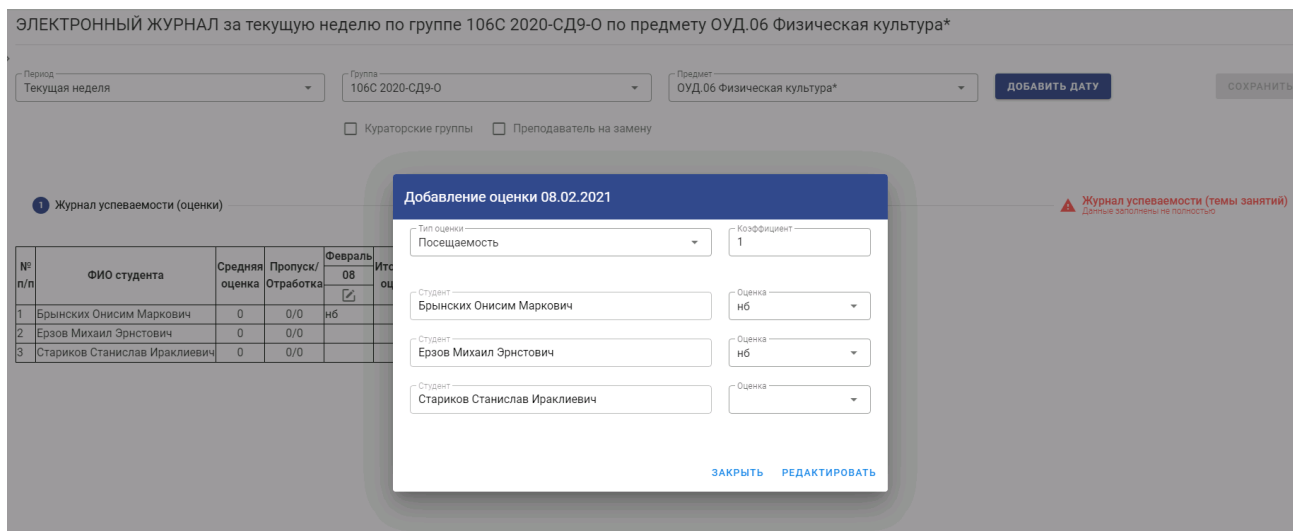 ЭЛЕКТРОННЫЙ ЖУРНАЛ за текущую неделю по группе 106С 2020-СД9-О по предмету ОУД.06 Физическая культура*
Период
Текущая неделя
Группа
106С 2020-СД9-О
Предмет
ОУД.06 Физическая культура*
ДОБАВИТЬ ДАТУ
СОХРАНИТЬ
Кураторские группы
Преподаватель на замену
1 Журнал успеваемости (оценки)
Журнал успеваемости (темы занятий)
Данные заполнены не полностью
№ п/п
ФИО студента
Средняя оценка
Пропуск/ Отработка
Февраль
08
1 Брынских Онисим Маркович 0 0/0 нб
2 Ерзов Михаил Эрнстович 0 0/0
3 Стариков Станислав Ираклиевич 0 0/0
Добавление оценки 08.02.2021
Тип оценки
Посещаемость
Коэффициент
1
Студент
Брынских Онисим Маркович
Оценка
нб
Студент
Ерзов Михаил Эрнстович
Оценка
нб
Студент
Стариков Станислав Ираклиевич
Оценка
ЗАКРЫТЬ
РЕДАКТИРОВАТЬ